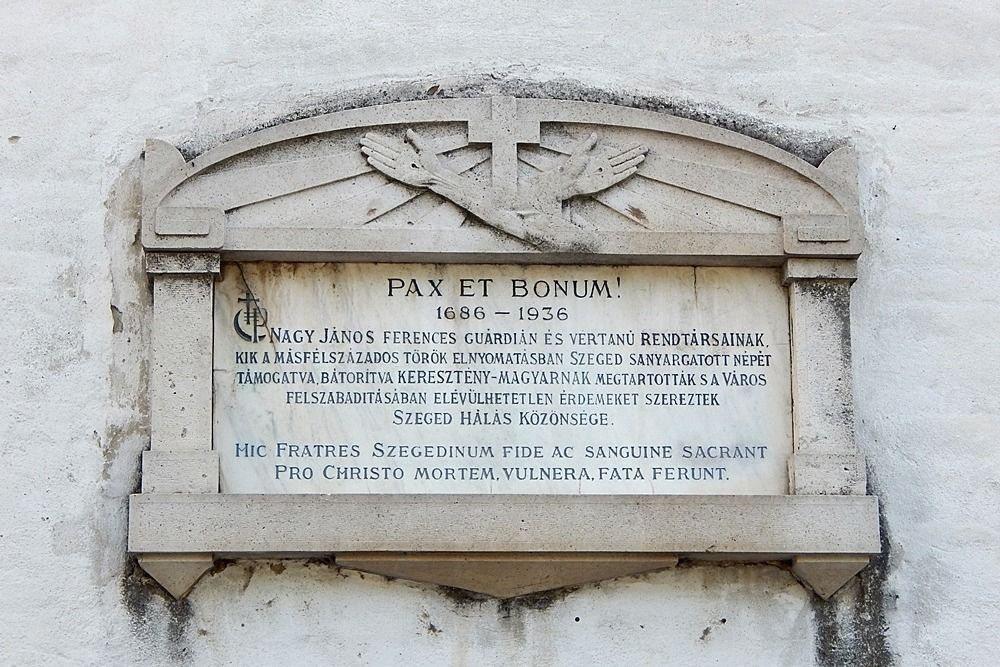 PAX ET BONUM!
1686 – 1936
NAGY JÁNOS FERENCES GUÁRDIÁN ÉS VÉRTANÚ RENDTÁRSAINAK,
KIK A MÁSFÉLSZÁZADOS TÖRÖK ELNYOMATÁSBAN SZEGED SANYARGATOTT NÉPÉT
TÁMOGATVA, BÁTORÍTVA KERESZTÉNY-MAGYARNAK MEGTARTOTTÁK S A VÁROS
FELSZABADITÁSÁBAN ELÉVÜLHETETLEN ÉRDEMEKET SZEREZTEK
SZEGED HÁLÁS KÖZÖNSÉGE.
HIC FRATRES SZEGEDINUM FIDE AC SANGUINE SACRANT
PRO CHRISTO MORTEM, VULNERA, FATA FERUNT.